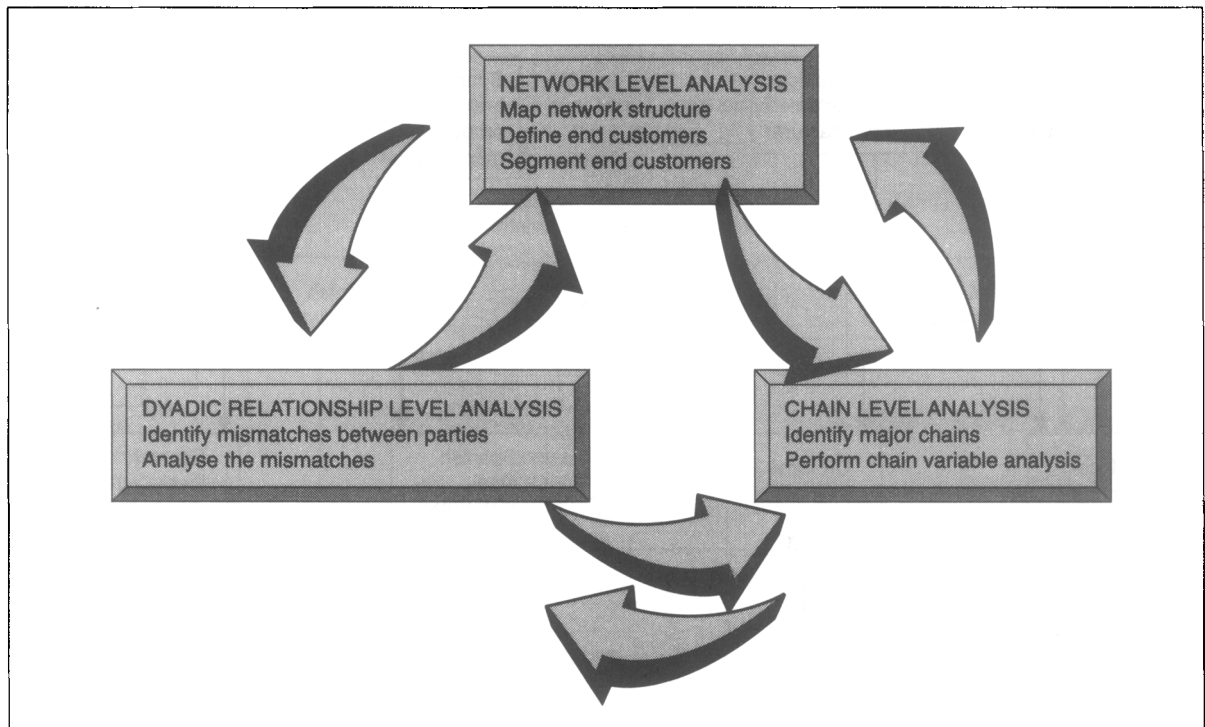 NETWORK LEVEL ANALYSIS
Map network structure
Define end customers
Segment end customers
DYADIC RELATIONSHIP LEVEL ANALYSIS
Identify mismatches between parties
Analyse the mismatches
CHAIN LEVEL ANALYSIS
Identify major chains
Perform chain variable analysis